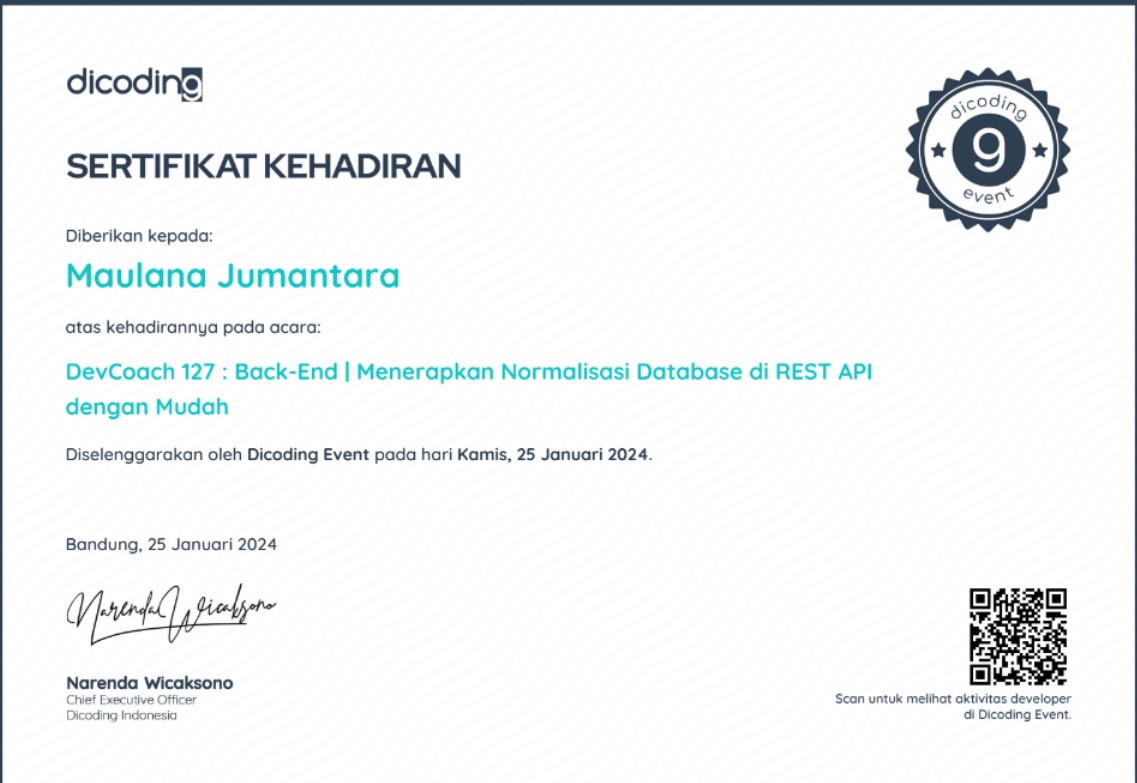 dicoding
dicoding
9
event
SERTIFIKAT KEHADIRAN
Diberikan kepada:
Maulana Jumantara
atas kehadirannya pada acara:
DevCoach 127 : Back-End | Menerapkan Normalisasi Database di REST API
dengan Mudah
Diselenggarakan oleh Dicoding Event pada hari Kamis, 25 Januari 2024.
Bandung, 25 Januari 2024
Narenda Wicaksono
Narenda Wicaksono
Chief Executive Officer
Dicoding Indonesia
Scan untuk melihat aktivitas developer
di Dicoding Event.